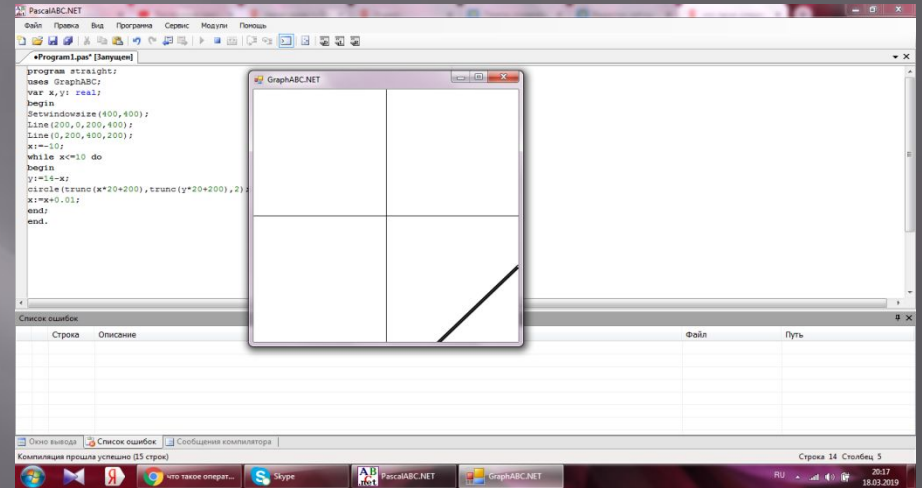 PascalABC.NET
Файл Правка Вид Программа Сервис Модули Помощь
•Program1.pas* [Запущен]
program straight;
uses GraphABC;
var x,y: real;
begin
Setwindowsize(400,400);
Line(200,0,200,400);
Line(0,200,400,200);
x:=-10;
while x<=10 do
begin
y:=14-x;
circle(trunc(x*20+200),trunc(y*20+200),2)
x:=x+0.01;
end;
end.
GraphABC.NET
Список ошибок
Строка Описание Файл Путь
Окно вывода Список ошибок Сообщения компилятора
Компиляция прошла успешно (15 строк) Строка 14 Столбец 5
что такое операт... Skype PascalABC.NET GraphABC.NET RU 20:17
18.03.2019